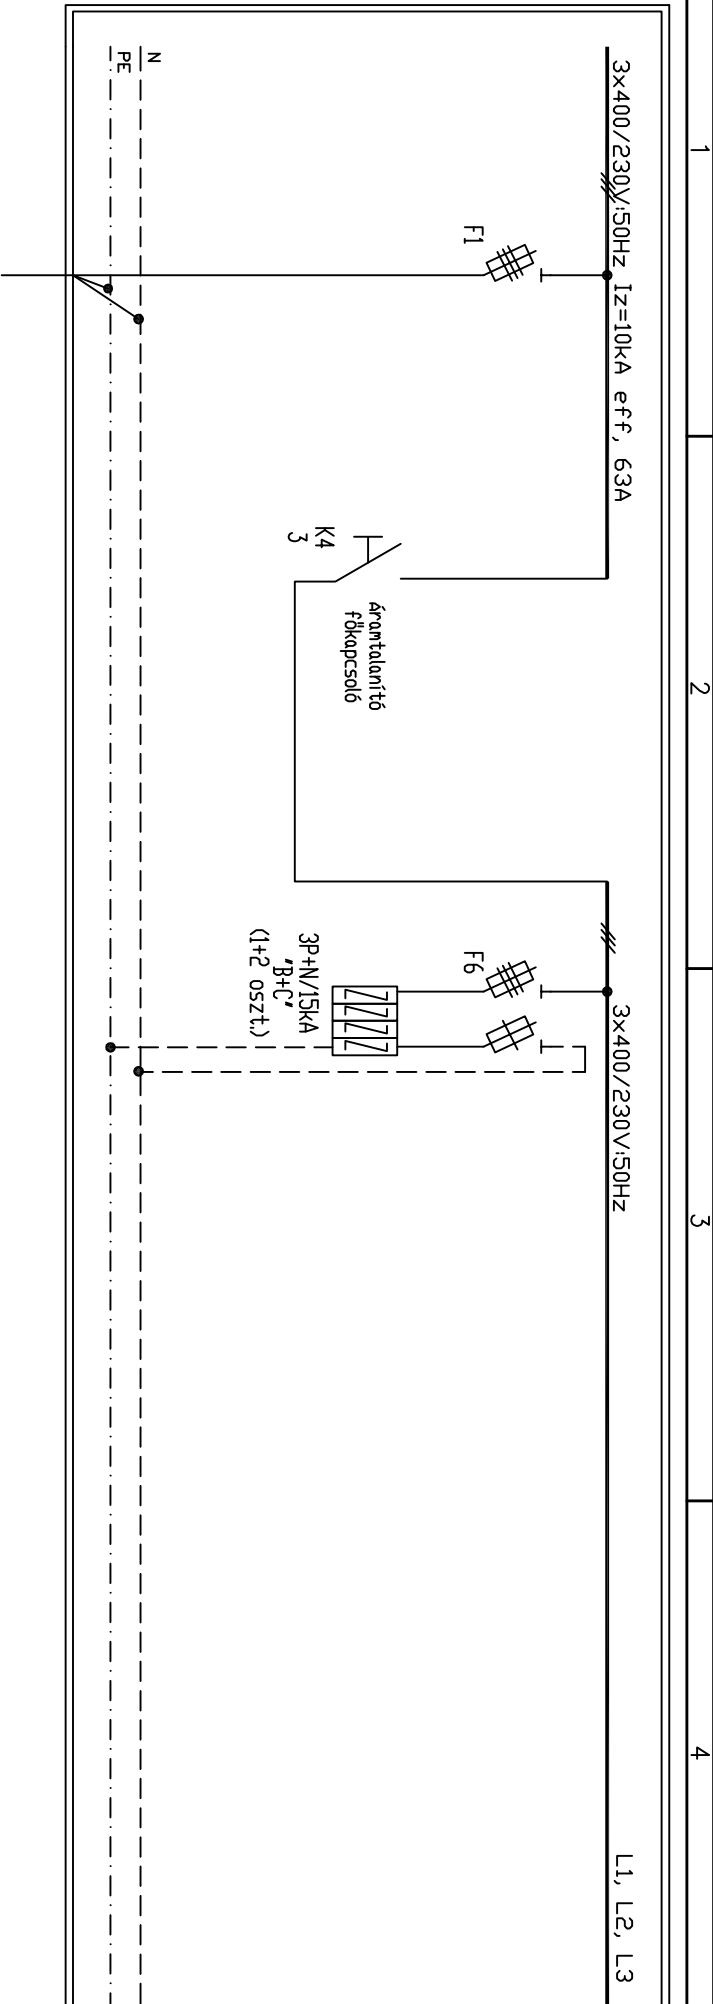 1
2
3
4
3x400/230V;50Hz Iz=10kA eff, 63A
3x400/230V;50Hz
L1, L2, L3
F1
F6
K4
3
Áramtalanító
főkapcsoló
3P+N/15kA
"B+C"
(1+2 oszt.)
N
PE